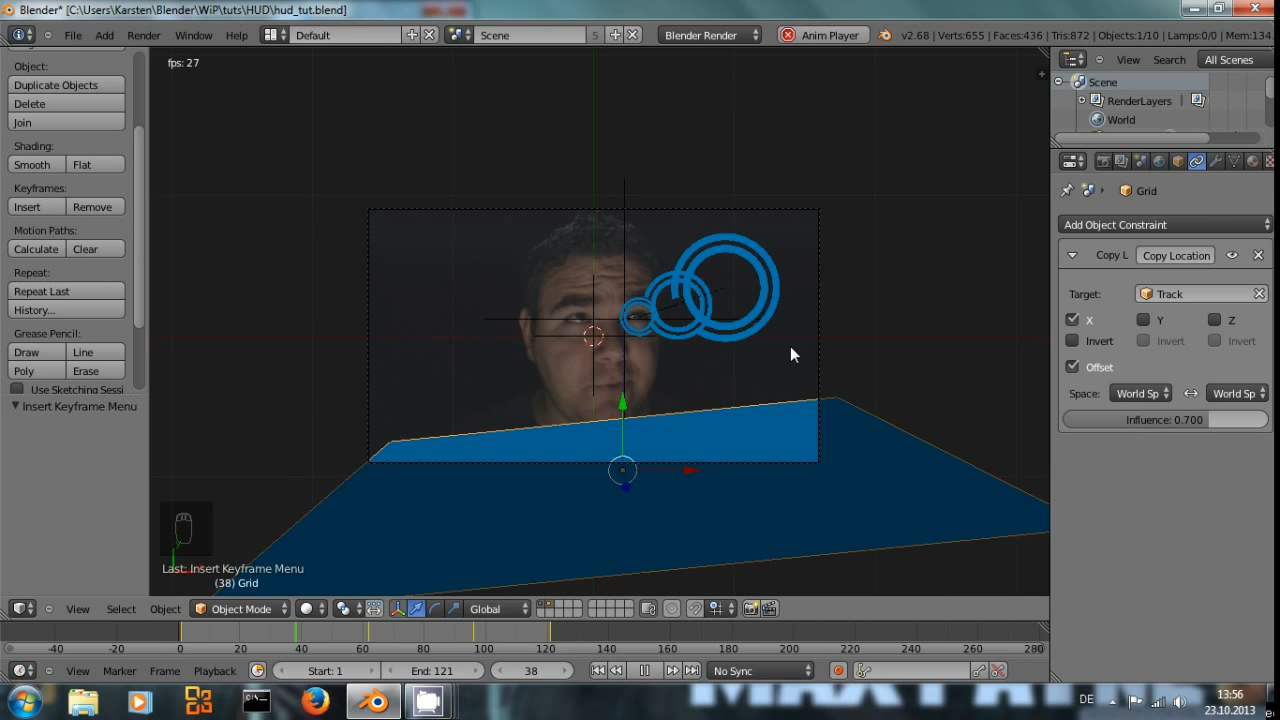 Blender* [C:\Users\Karsten\Blender\WiP\tuts\HUD\hud_tut.blend]
File Add Render Window Help Default Scene 5 Blender Render Anim Player v2.68 | Verts:655 | Faces:436 | Tris:872 | Objects:1/10 | Lamps:0/0 | Mem:134.
fps: 27
View Search All Scenes
Object:
Duplicate Objects
Delete
Join
Shading:
Smooth Flat
Keyframes:
Insert Remove
Motion Paths:
Calculate Clear
Repeat:
Repeat Last
History...
Grease Pencil:
Draw Line
Poly Erase
Use Sketching Sessi
Insert Keyframe Menu
Last: Insert Keyframe Menu
(38) Grid
Scene
RenderLayers
World
Grid
Add Object Constraint
Copy L Copy Location
Target: Track
X Y Z
Invert Invert Invert
Offset
Space: World Sp World Sp
Influence: 0.700
View Select Object Object Mode Global
-40 -20 0 20 40 60 80 100 120 140 160 180 200 220 240 260 280
View Marker Frame Playback Start: 1 End: 121 38 No Sync
DE 13:56
23.10.2013